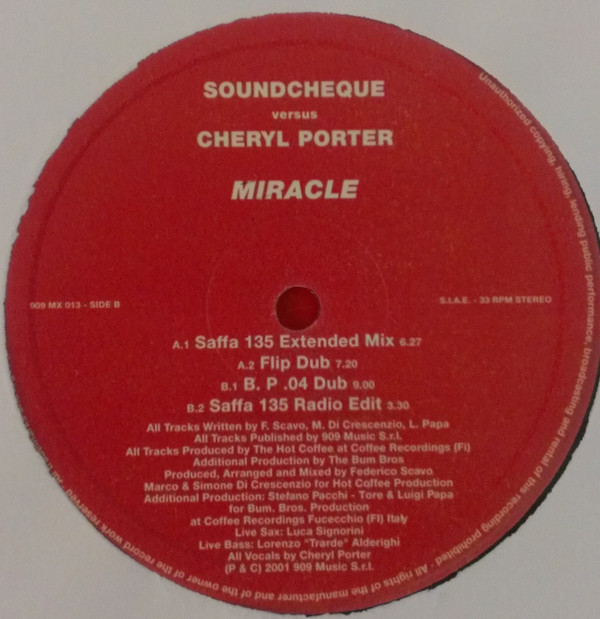 SOUNDCHEQUE
versus
CHERYL PORTER
MIRACLE
909 MX 013 - SIDE B
S.I.A.E. - 33 RPM STEREO
A.1 Saffa 135 Extended Mix 6.27
A.2 Flip Dub 7.20
B.1 B. P .04 Dub 9.00
B.2 Saffa 135 Radio Edit 3.30
All Tracks Written by F. Scavo, M. Di Crescenzio, L. Papa
All Tracks Published by 909 Music S.r.l.
All Tracks Produced by The Hot Coffee at Coffee Recordings (Fi)
Additional Production by The Bum Bros
Produced, Arranged and Mixed by Federico Scavo
Marco & Simone Di Crescenzio for Hot Coffee Production
Additional Production: Stefano Pacchi - Tore & Luigi Papa
for Bum. Bros. Production
at Coffee Recordings Fucecchio (FI) Italy
Live Sax: Luca Signorini
Live Bass: Lorenzo "Trarde" Alderighi
All Vocals by Cheryl Porter
(P & C) 2001 909 Music S.r.l.
Unauthorized copying, hiring, lending public performance, broadcasting and rental of this recording prohibited - All rights of the manufacturer and of the owner of the record work reserved